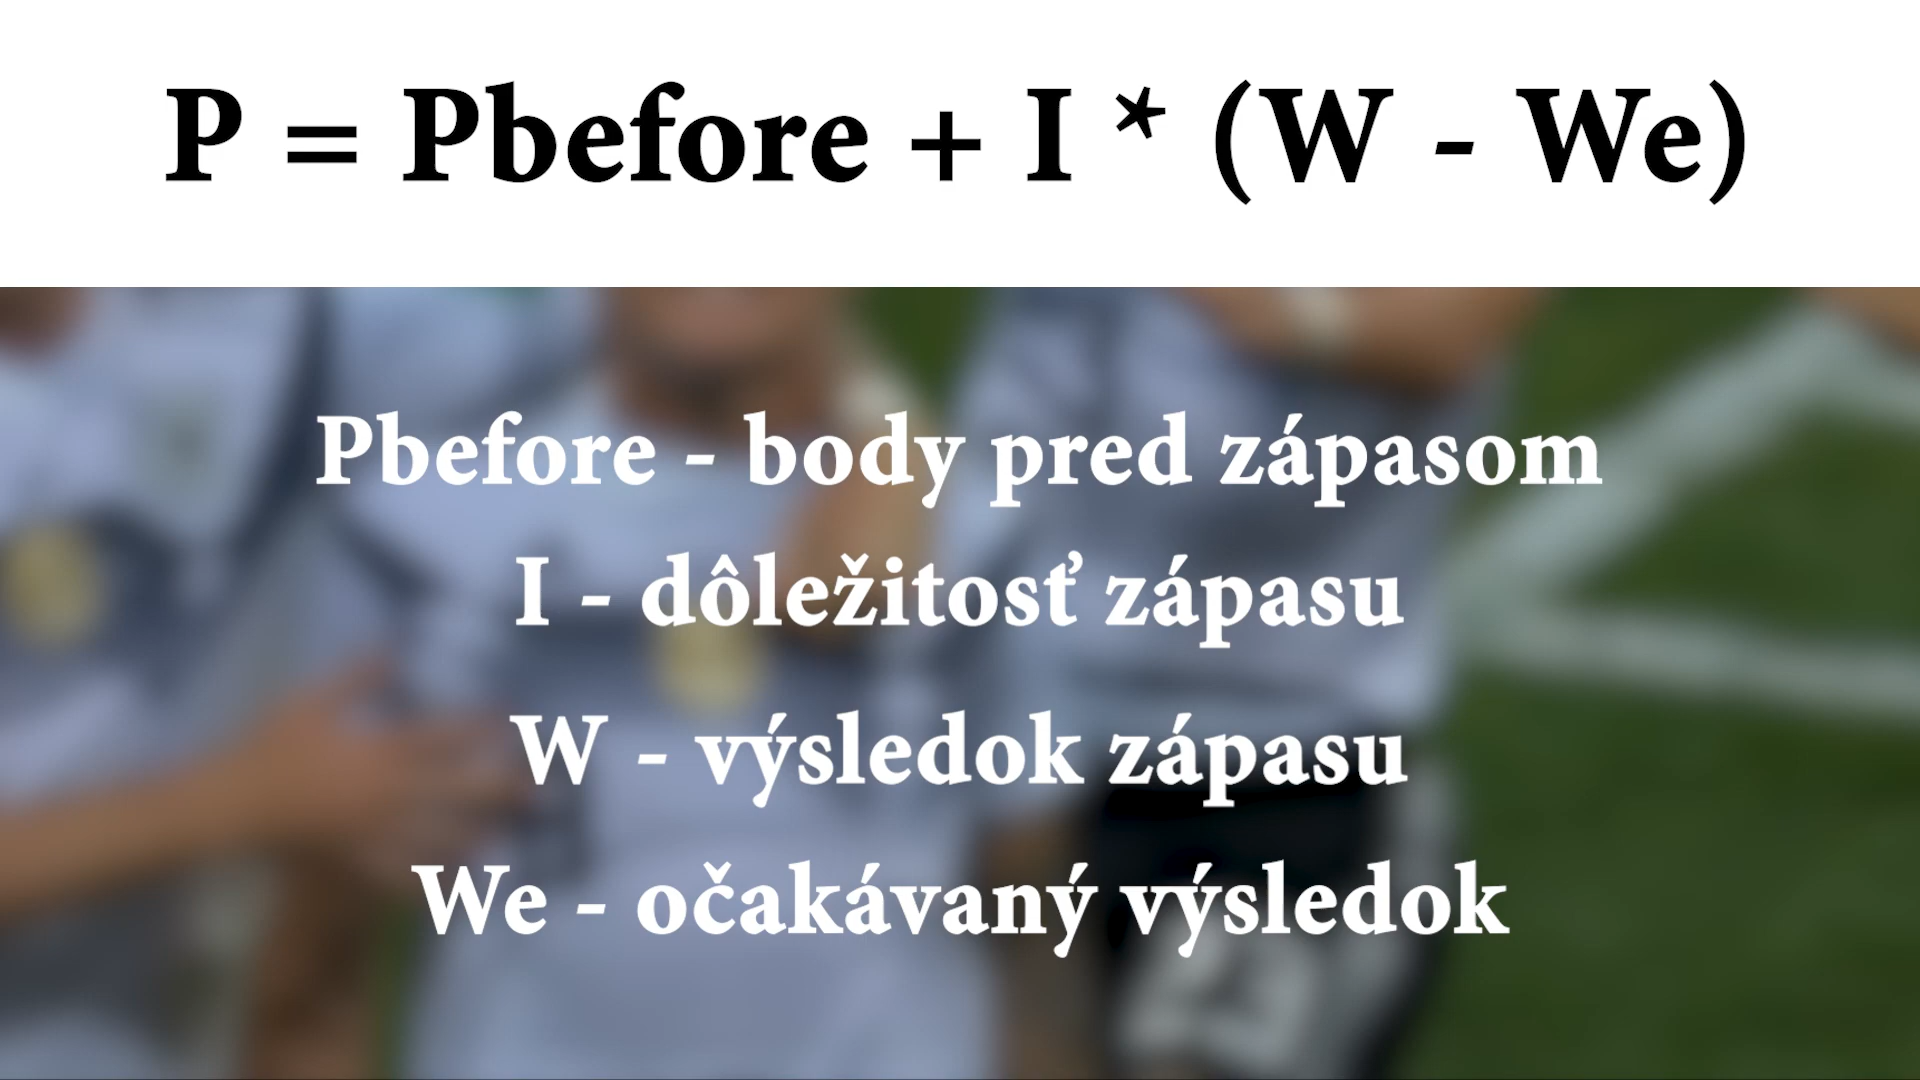 P = Pbefore + I * (W - We)
Pbefore - body pred zápasom
I - dôležitosť zápasu
W - výsledok zápasu
We - očakávaný výsledok